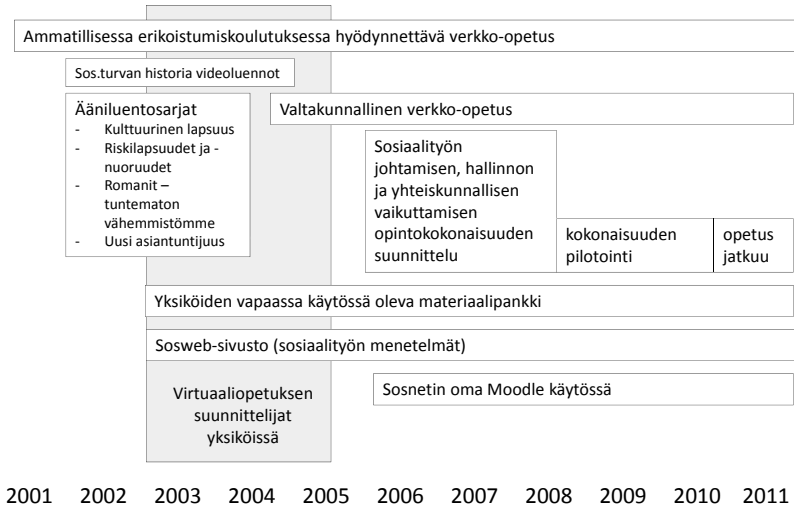 Ammatillisessa erikoistumiskoulutuksessa hyödynnettävä verkko-opetus
Sos.turvan historia videoluennot
Ääniluentosarjat
- Kulttuurinen lapsuus
- Riskilapsuudet ja -
nuoruudet
- Romanit –
tuntematon
vähemmistömme
- Uusi asiantuntijuus
Valtakunnallinen verkko-opetus
Sosiaalityön
johtamisen, hallinnon
ja yhteiskunnallisen
vaikuttamisen
opintokokonaisuuden
suunnittelu
kokonaisuuden
pilotointi
opetus
jatkuu
Yksiköiden vapaassa käytössä oleva materiaalipankki
Sosweb-sivusto (sosiaalityön menetelmät)
Virtuaaliopetuksen
suunnittelijat
yksiköissä
Sosnetin oma Moodle käytössä
2001 2002 2003 2004 2005 2006 2007 2008 2009 2010 2011